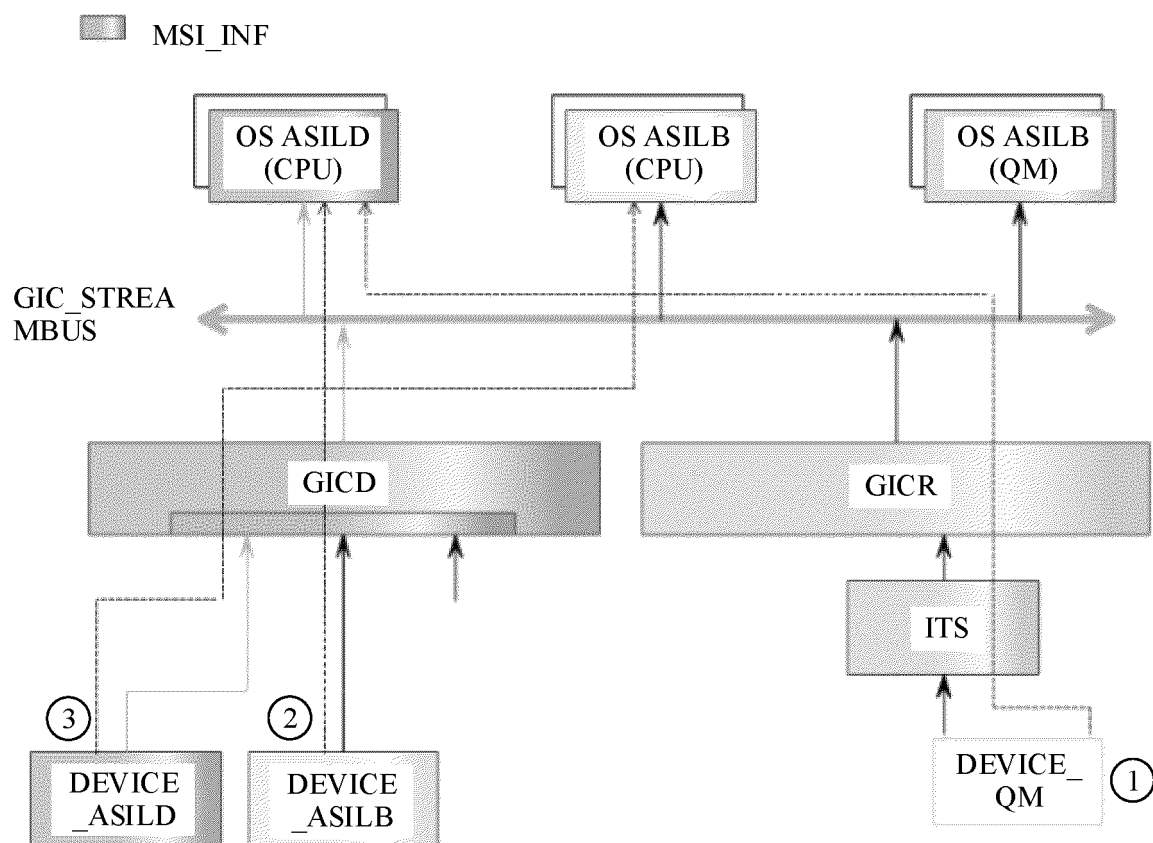 MSI_INF
OS ASILD
(CPU)
OS ASILB
(CPU)
OS ASILB
(QM)
GIC_STREA
MBUS
GICD
GICR
ITS
3
2
1
DEVICE
_ASILD
DEVICE
_ASILB
DEVICE_
QM